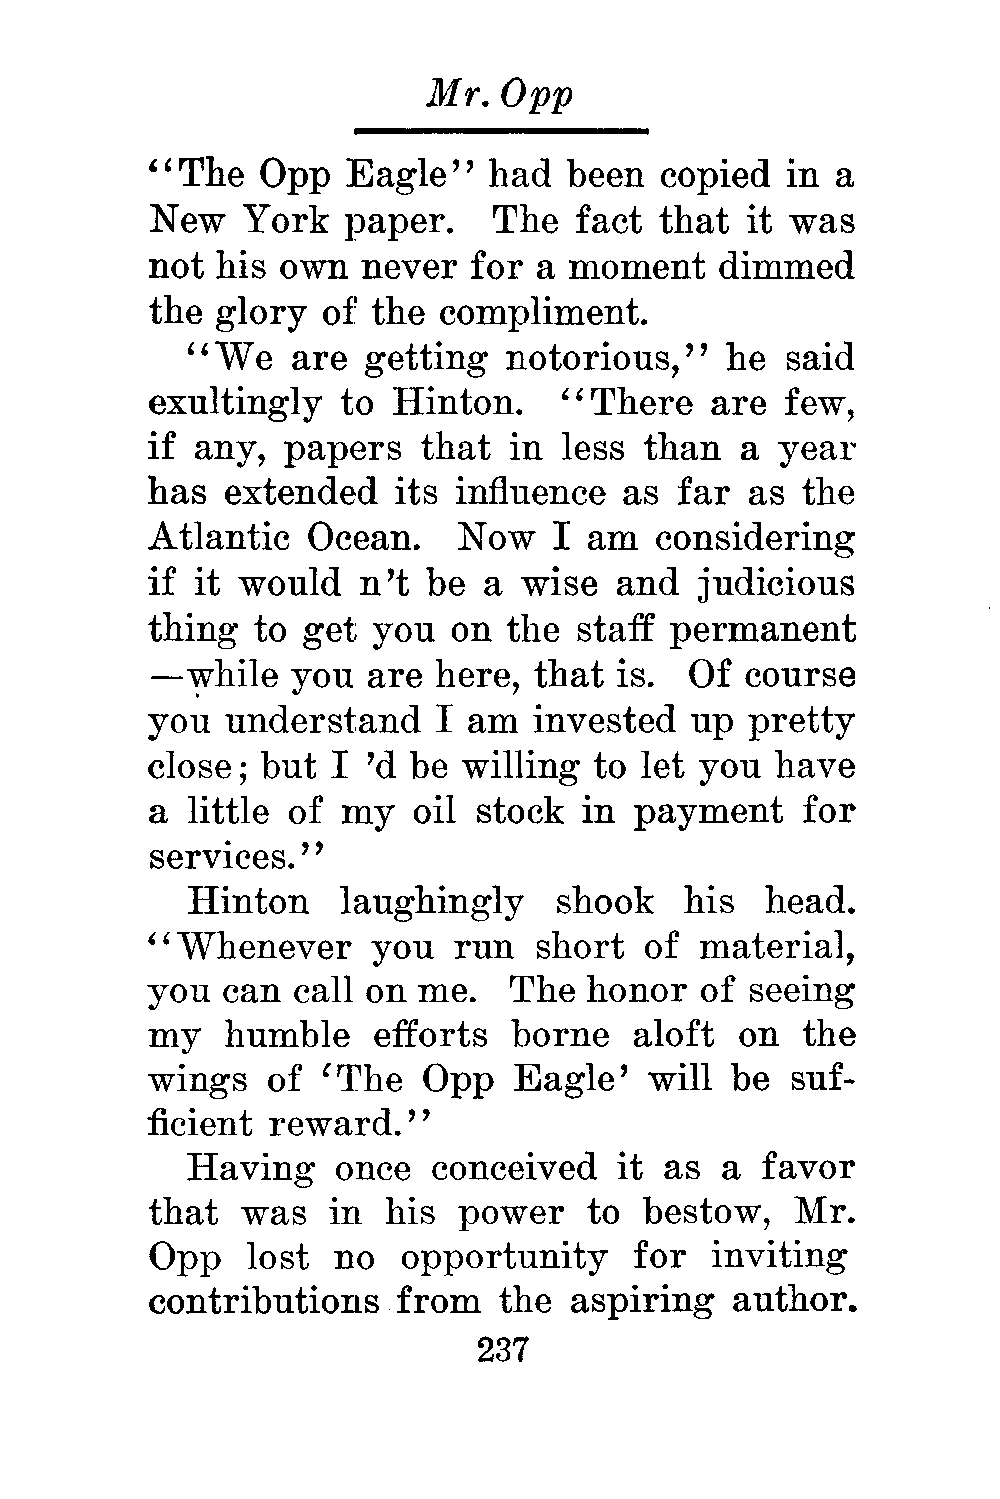 Mr. Opp
"The Opp Eagle" had been copied in a
New York paper. The fact that it was
not his own never for a moment dimmed
the glory of the compliment.
"We are getting notorious," he said
exultingly to Hinton. "There are few,
if any, papers that in less than a year
has extended its influence as far as the
Atlantic Ocean. Now I am considering
if it would n't be a wise and judicious
thing to get you on the staff permanent
—while you are here, that is. Of course
you understand I am invested up pretty
close; but I 'd be willing to let you have
a little of my oil stock in payment for
services."
Hinton laughingly shook his head.
"Whenever you run short of material,
you can call on me. The honor of seeing
my humble efforts borne aloft on the
wings of 'The Opp Eagle' will be suf-
ficient reward."
Having once conceived it as a favor
that was in his power to bestow, Mr.
Opp lost no opportunity for inviting
contributions from the aspiring author.
237